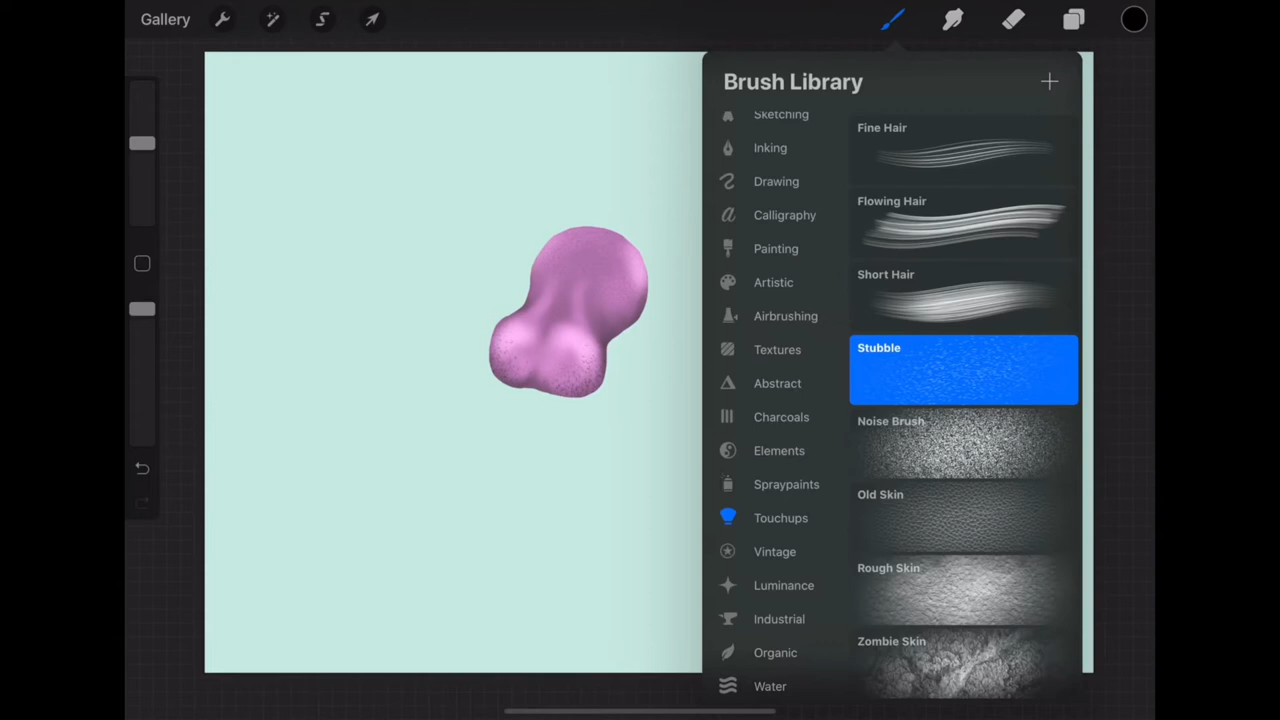 Gallery
Brush Library
Sketching
Inking
Drawing
Calligraphy
Painting
Artistic
Airbrushing
Textures
Abstract
Charcoals
Elements
Spraypaints
Touchups
Vintage
Luminance
Industrial
Organic
Water
Fine Hair
Flowing Hair
Short Hair
Stubble
Noise Brush
Old Skin
Rough Skin
Zombie Skin